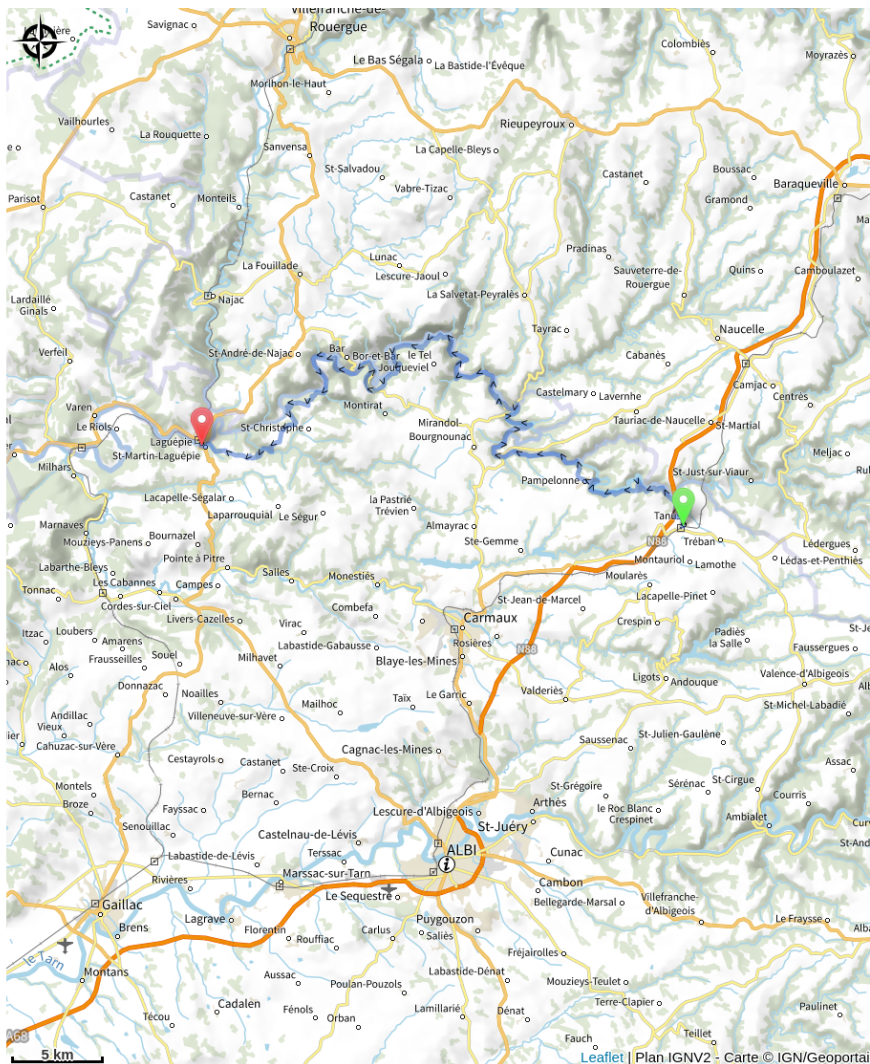 Villefranche-de-
Rouergue
Savignac
Colombiès
Moyrazès
Le Bas Ségala
La Bastide-l'Évêque
Morlhon-le-Haut
Vailhourles
La Rouquette
Rieupeyroux
Sanvensa
La Capelle-Bleys
St-Salvadou
Castanet
Boussac
Baraqueville
Vabre-Tizac
Gramond
Parisot
Castanet
Monteils
Pradinas
Lunac
La Fouillade
Lescure-Jaoul
Sauveterre-de-
Rouergue
Quins
Camboulazet
Lardaillé
Ginals
Najac
La Salvetat-Peyralès
Tayrac
Naucelle
Verfeil
St-André-de-Najac
Bar
Bor-et-Bar
le Tel
Jouqueviel
Cabanès
Camjac
Castelmary
Lavernhe
Centrès
Varen
Le Riols
Montirat
St-Christophe
Mirandol-
Bourgnounac
Tauriac-de-Naucelle
St-Martial
Laguépie
St-Martin-Laguépie
Milhars
Meljac
St-Just-sur-Viaur
Pampelonne
Lacapelle-Ségalar
Laparrouquial
Le Ségur
la Pastrié
Trévien
Almayrac
Tanus
Marnaves
Mouzieys-Panens
Bournazel
Ste-Gemme
N88
Tréban
Lédergues
Pointe à Pitre
Montauriol
Lamothe
Lédas-et-Penthiès
Labarthe-Bleys
Les Cabannes
Campes
Salles
Monestiés
Moularès
Tonnac
Cordes-sur-Ciel
Combefa
St-Jean-de-Marcel
Lacapelle-Pinet
Livers-Cazelles
Virac
Carmaux
Crespin
Padiès
la Salle
Itzac
Loubers
Amarens
Frausseilles
Souel
Labastide-Gabausse
Rosières
N88
Faussergues
Alos
Milhavet
Blaye-les-Mines
Ligots
Andouque
Valence-d'Albigeois
Donnazac
Noailles
Mailhoc
Taïx
Le Garric
Valderiès
St-Michel-Labadié
Andillac
Vieux
Villeneuve-sur-Vère
Cahuzac-sur-Vère
Cagnac-les-Mines
Saussenac
St-Julien-Gaulène
Cestayrols
Castanet
Ste-Croix
Assac
Montels
Broze
Bernac
St-Grégoire
Sérénac
St-Cirgue
Courris
Fayssac
Lescure-d'Albigeois
Arthès
le Roc Blanc
Crespinet
Ambialet
Senouillac
Castelnau-de-Lévis
St-Juéry
Terssac
ALBI
Labastide-de-Lévis
Cunac
Rivières
Marssac-sur-Tarn
Cambon
Gaillac
Le Sequestre
Bellegarde-Marsal
Villefranche-
d'Albigeois
Le Fraysse
Lagrave
Puygouzon
Brens
Florentin
Rouffiac
Carlus
Saliès
Fréjairolles
le Tarn
Montans
Aussac
Labastide-Dénat
Poulan-Pouzols
Mouzieys-Teulet
Cadalen
Terre-Clapier
Paulinet
Técou
Fénols
Orban
Lamillarié
Dénat
Teillet
A68
Fauch
5 km
Leaflet | Plan IGNV2 - Carte © IGN/Geoportail